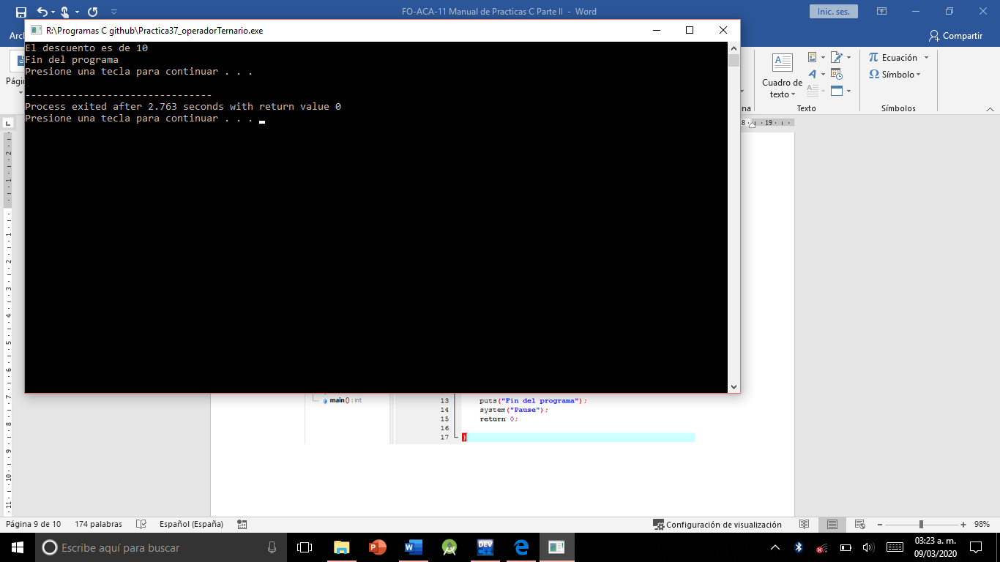 FO-ACA-11 Manual de Practicas C Parte II - Word
Inic. ses.
R:\Programas C github\Practica37_operadorTernario.exe
Compartir
El descuento es de 10
Fin del programa
Presione una tecla para continuar . . .
--------------------------------
Process exited after 2.763 seconds with return value 0
Presione una tecla para continuar . . .
Cuadro de
texto
Ecuación
Símbolo
Texto
Símbolos
main() : int
13 puts("Fin del programa");
14 system("Pause");
15 return 0;
16
17 }
Página 9 de 10 174 palabras Español (España) Configuración de visualización 98%
Escribe aquí para buscar
03:23 a. m.
09/03/2020